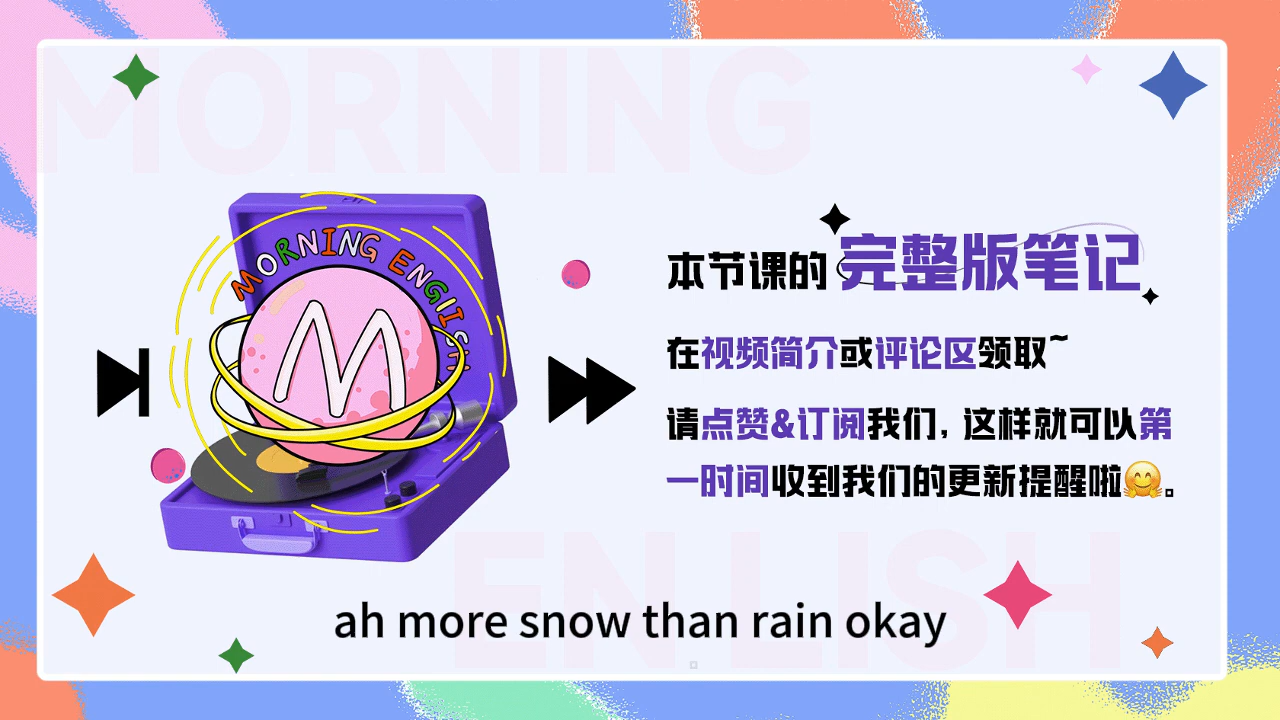 MORNING
MORNING ENGLISH
M
本节课的 完整版笔记
在视频简介或评论区领取~
请点赞&订阅我们, 这样就可以第
一时间收到我们的更新提醒啦🤗。
EN LISH
ah more snow than rain okay